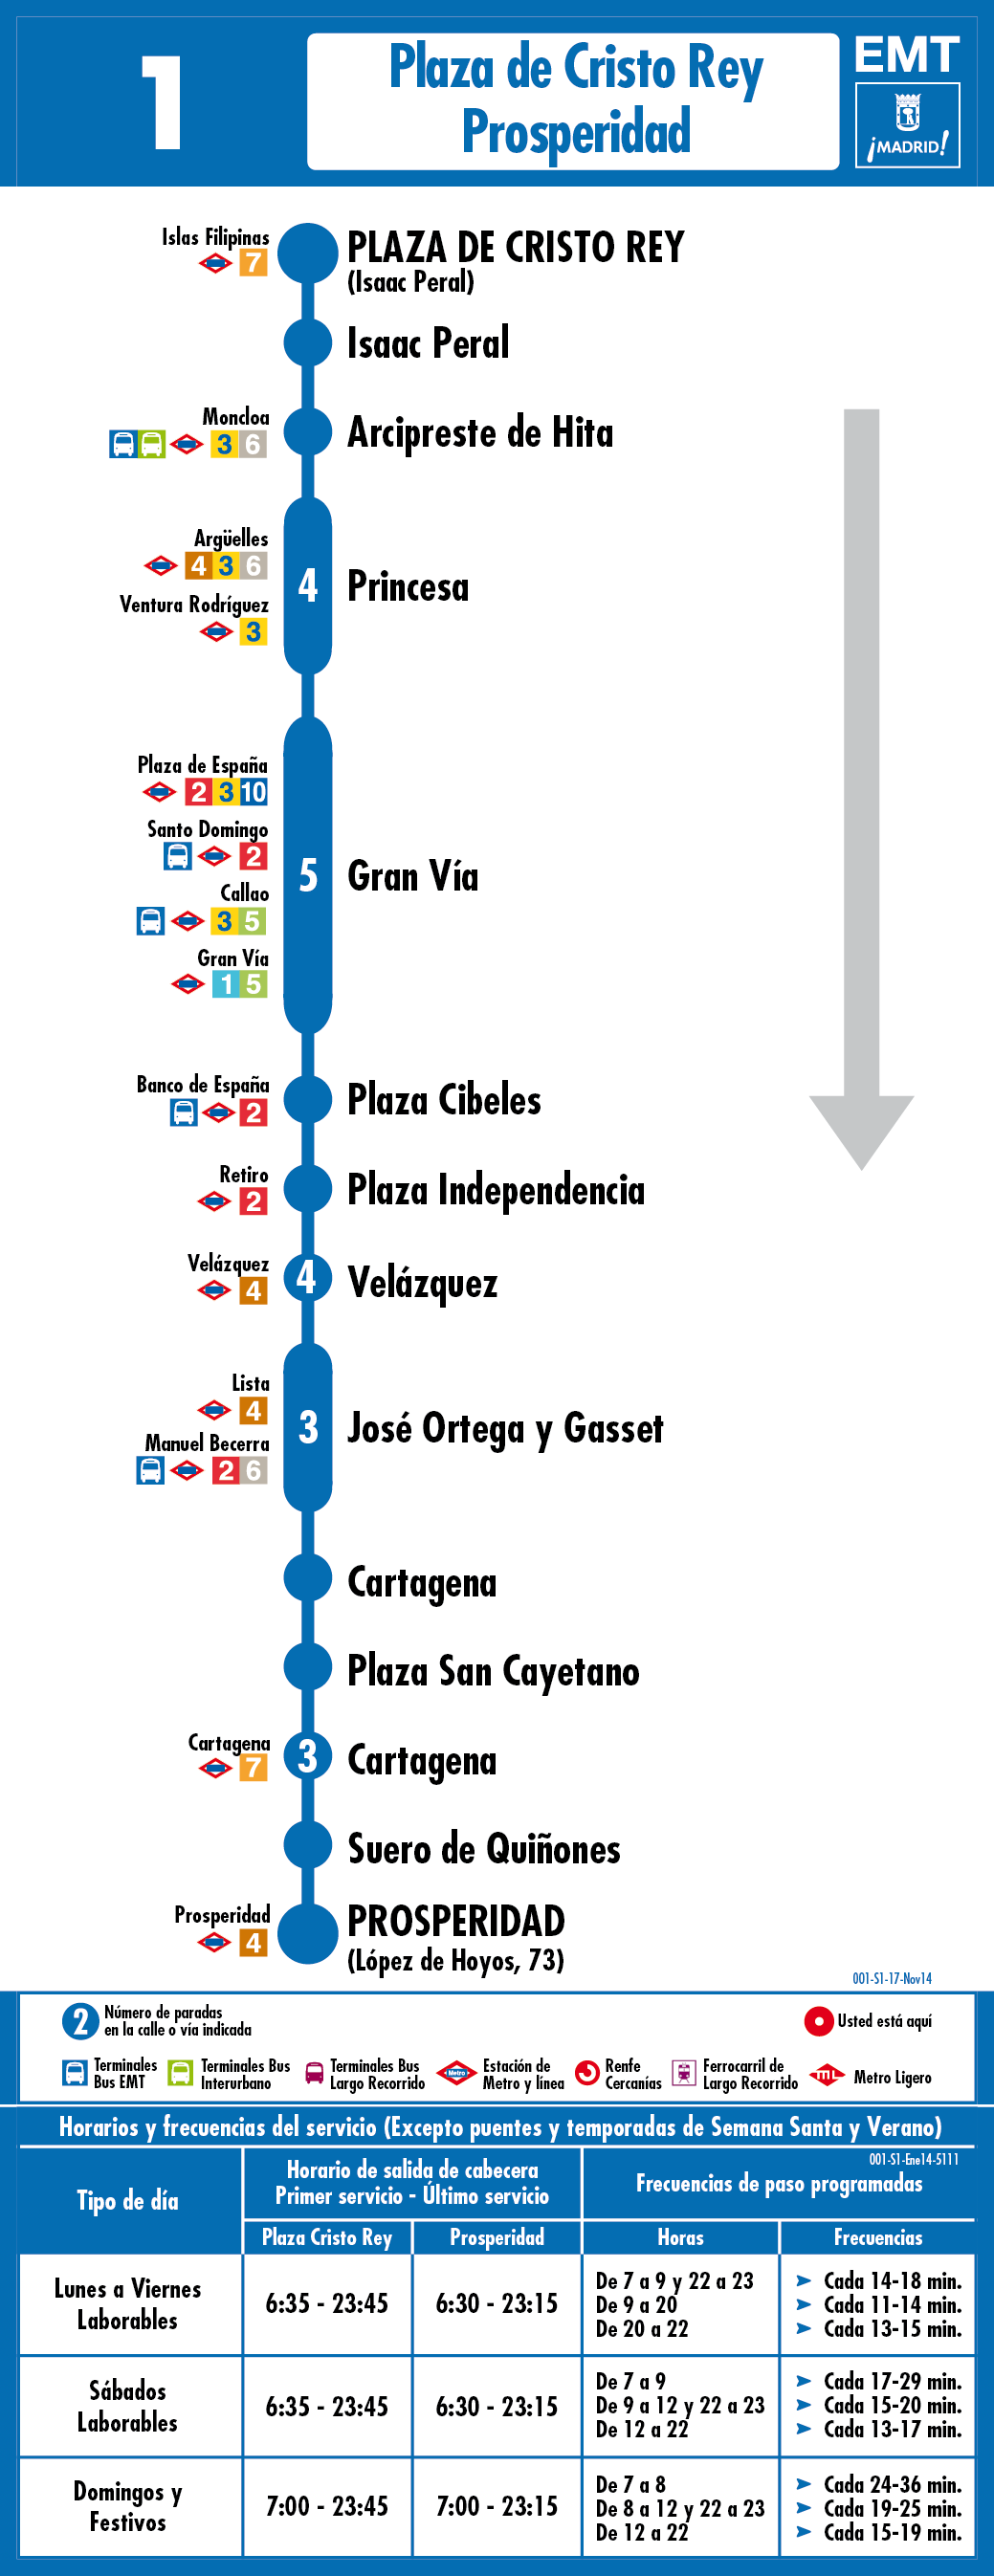 1
Plaza de Cristo Rey
Prosperidad
EMT
¡MADRID!
Islas Filipinas
7
PLAZA DE CRISTO REY
(Isaac Peral)
Isaac Peral
Moncloa
3 6
Arcipreste de Hita
Argüelles
4 3 6
Ventura Rodríguez
3
4
Princesa
Plaza de España
2 3 10
Santo Domingo
2
Callao
3 5
Gran Vía
1 5
5
Gran Vía
Banco de España
2
Plaza Cibeles
Retiro
2
Plaza Independencia
Velázquez
4
4
Velázquez
Lista
4
Manuel Becerra
2 6
3
José Ortega y Gasset
Cartagena
Plaza San Cayetano
Cartagena
7
3
Cartagena
Suero de Quiñones
Prosperidad
4
PROSPERIDAD
(López de Hoyos, 73)
001-S1-17-Nov14
2
Número de paradas
en la calle o vía indicada
Usted está aquí
Terminales
Bus EMT
Terminales Bus
Interurbano
Terminales Bus
Largo Recorrido
Metro
Estación de
Metro y línea
Renfe
Cercanías
Ferrocarril de
Largo Recorrido
ML
Metro Ligero
Horarios y frecuencias del servicio (Excepto puentes y temporadas de Semana Santa y Verano)
001-S1-Ene14-5111
Tipo de día
Horario de salida de cabecera
Primer servicio - Último servicio
Frecuencias de paso programadas
Plaza Cristo Rey
Prosperidad
Horas
Frecuencias
Lunes a Viernes
Laborables
6:35 - 23:45
6:30 - 23:15
De 7 a 9 y 22 a 23 Cada 14-18 min.
De 9 a 20 Cada 11-14 min.
De 20 a 22 Cada 13-15 min.
Sábados
Laborables
6:35 - 23:45
6:30 - 23:15
De 7 a 9 Cada 17-29 min.
De 9 a 12 y 22 a 23 Cada 15-20 min.
De 12 a 22 Cada 13-17 min.
Domingos y
Festivos
7:00 - 23:45
7:00 - 23:15
De 7 a 8 Cada 24-36 min.
De 8 a 12 y 22 a 23 Cada 19-25 min.
De 12 a 22 Cada 15-19 min.